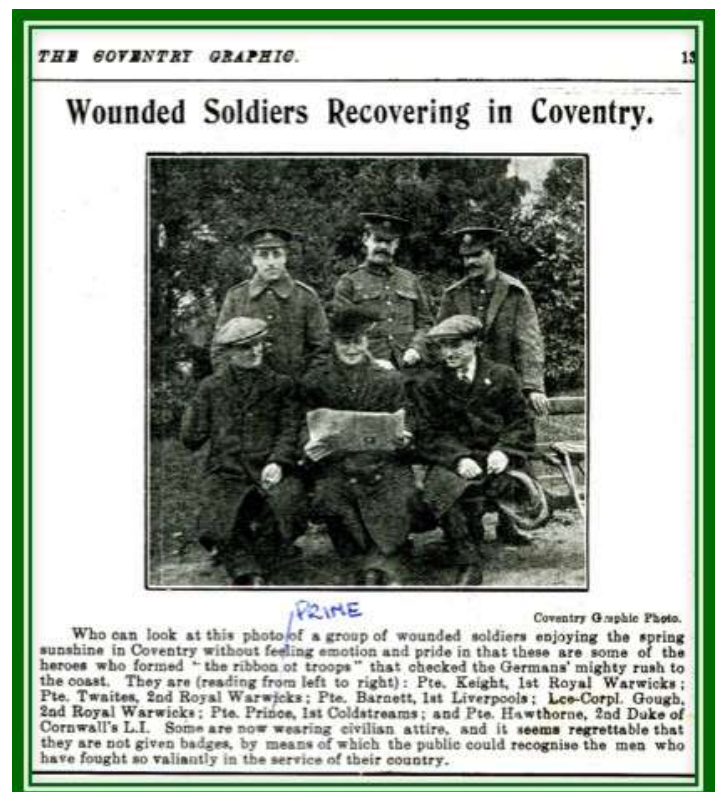 THE COVENTRY GRAPHIC.
13
Wounded Soldiers Recovering in Coventry.
PRIME
Coventry Graphic Photo.
Who can look at this photo of a group of wounded soldiers enjoying the spring
sunshine in Coventry without feeling emotion and pride in that these are some of the
heroes who formed "the ribbon of troops" that checked the Germans' mighty rush to
the coast. They are (reading from left to right): Pte. Keight, 1st Royal Warwicks;
Pte. Twaites, 2nd Royal Warwicks; Pte. Barnett, 1st Liverpools; Lce-Corpl. Gough,
2nd Royal Warwicks; Pte. Prince, 1st Coldstreams; and Pte. Hawthorne, 2nd Duke of
Cornwall's L.I. Some are now wearing civilian attire, and it seems regrettable that
they are not given badges, by means of which the public could recognise the men who
have fought so valiantly in the service of their country.